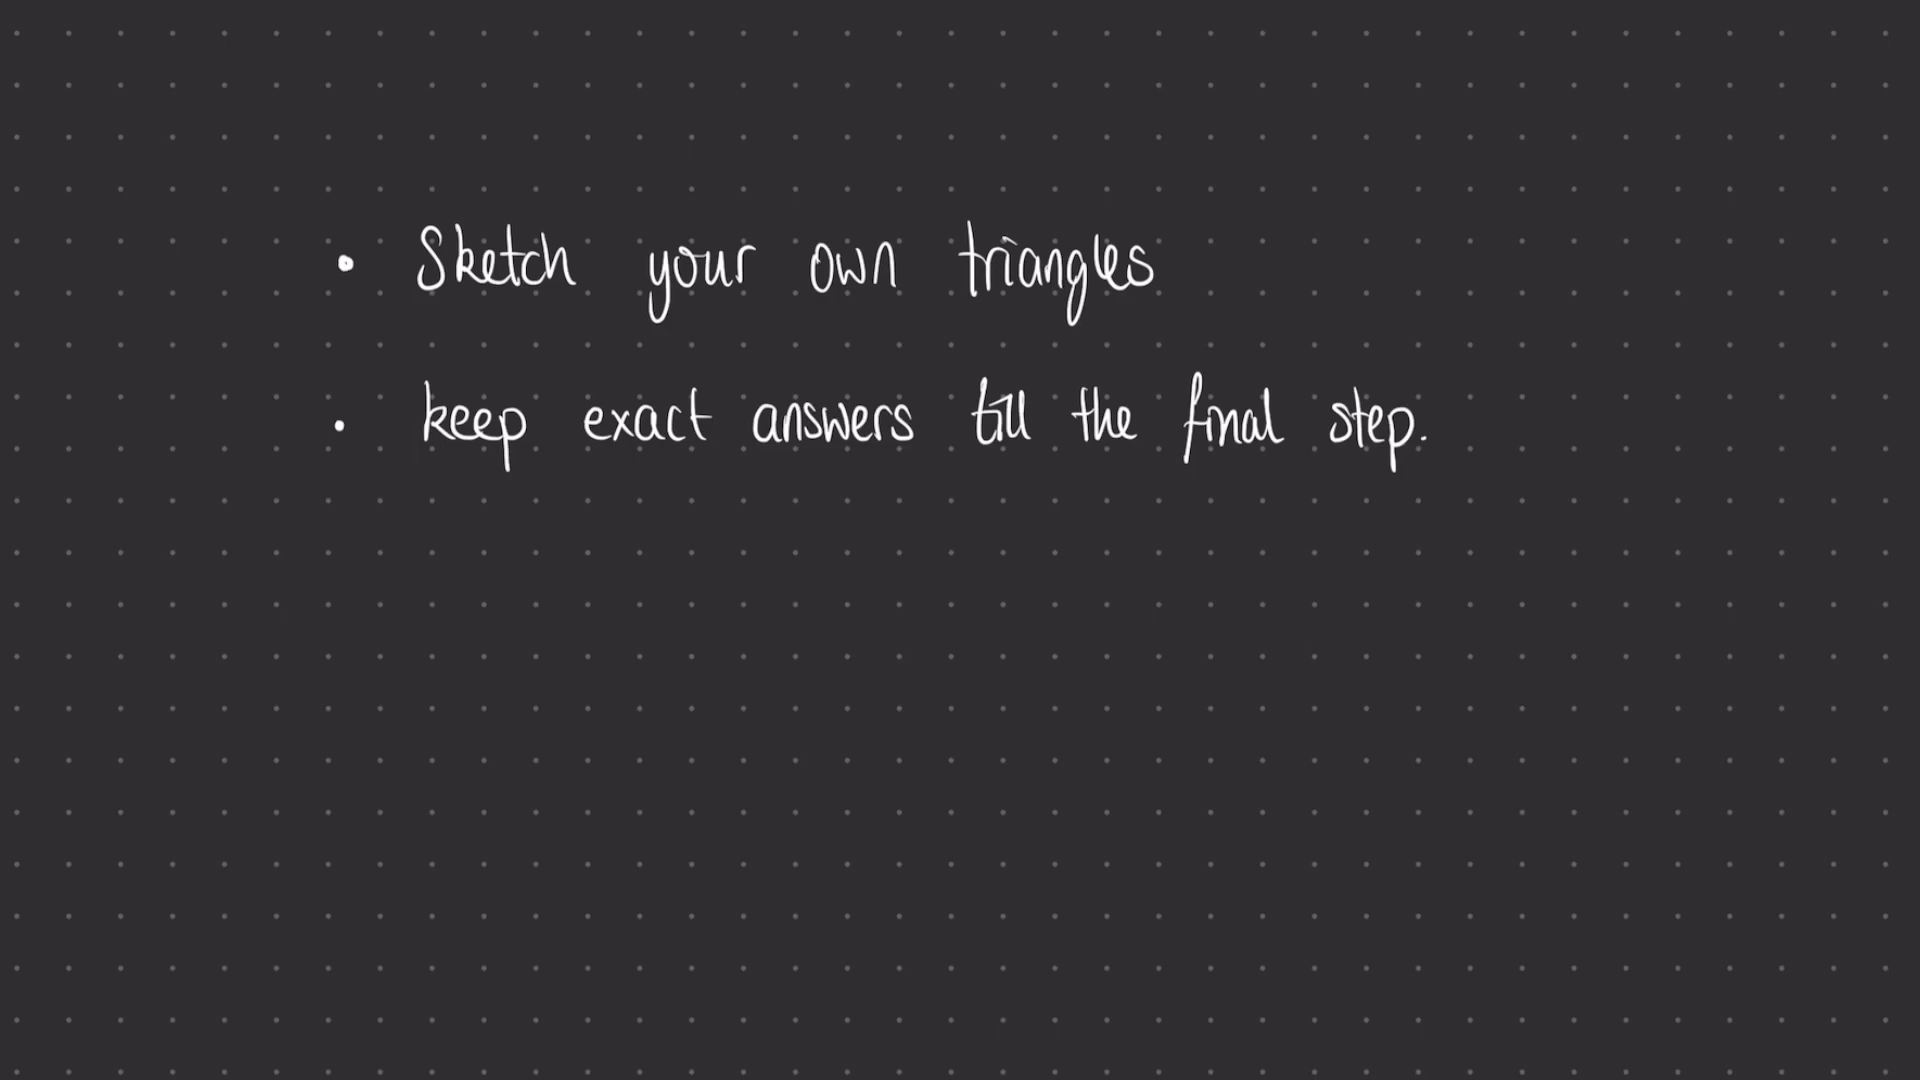 • Sketch your own triangles
• keep exact answers till the final step.